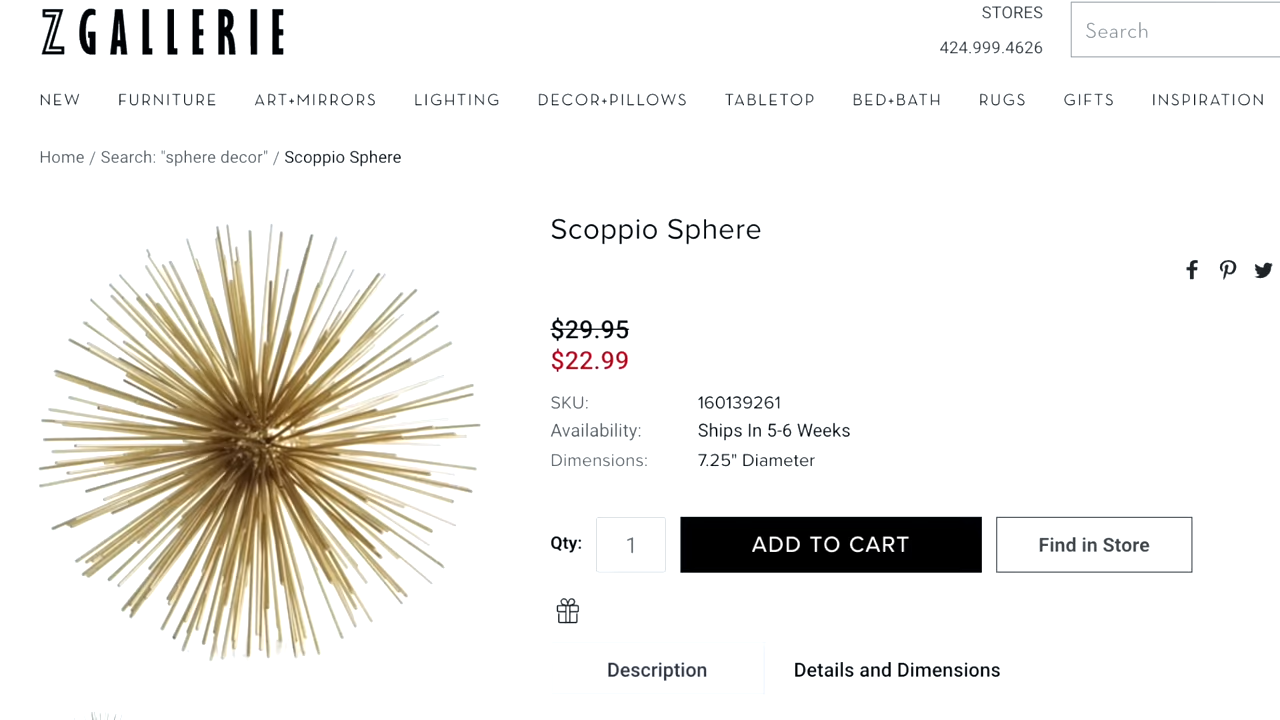 Z GALLERIE
STORES
424.999.4626
Search
NEW FURNITURE ART+MIRRORS LIGHTING DECOR+PILLOWS TABLETOP BED+BATH RUGS GIFTS INSPIRATION
Home / Search: "sphere decor" / Scoppio Sphere
Scoppio Sphere
$29.95
$22.99
SKU: 160139261
Availability: Ships In 5-6 Weeks
Dimensions: 7.25" Diameter
Qty: 1 ADD TO CART Find in Store
Description Details and Dimensions